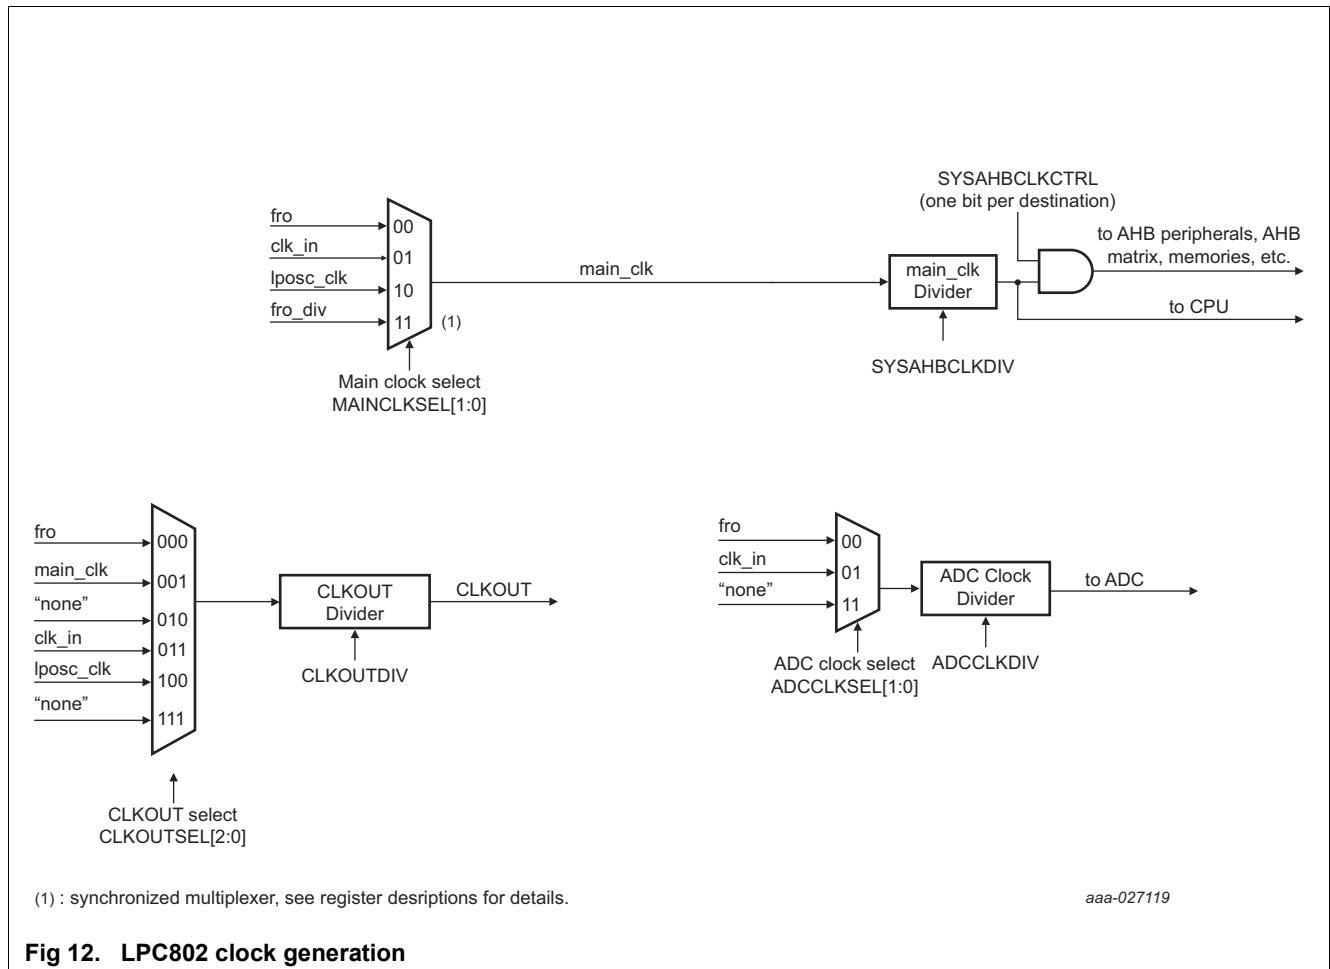 SYSAHBCLKCTRL
(one bit per destination)
to AHB peripherals, AHB
matrix, memories, etc.
fro
00
clk_in
01
lposc_clk
10
fro_div
11
(1)
main_clk
main_clk
Divider
to CPU
SYSAHBCLKDIV
Main clock select
MAINCLKSEL[1:0]
fro
000
main_clk
001
“none”
010
clk_in
011
lposc_clk
100
“none”
111
CLKOUT
Divider
CLKOUT
CLKOUTDIV
CLKOUT select
CLKOUTSEL[2:0]
fro
00
clk_in
01
“none”
11
ADC Clock
Divider
to ADC
ADC clock select
ADCCLKSEL[1:0]
ADCCLKDIV
(1) : synchronized multiplexer, see register desriptions for details.
aaa-027119
Fig 12. LPC802 clock generation